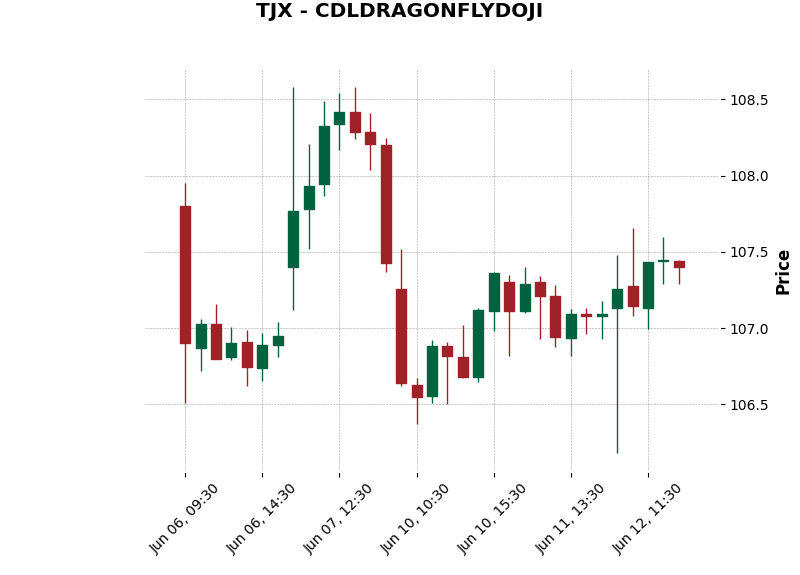 TJX - CDLDRAGONFLYDOJI
108.5
108.0
107.5
107.0
106.5
Price
Jun 06, 09:30
Jun 06, 14:30
Jun 07, 12:30
Jun 10, 10:30
Jun 10, 15:30
Jun 11, 13:30
Jun 12, 11:30